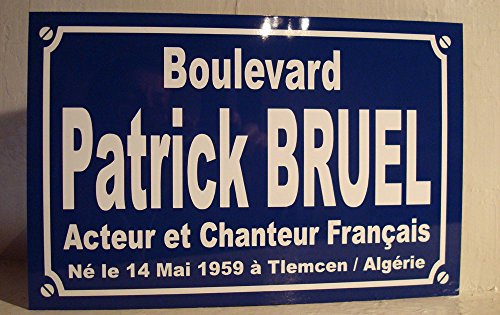 Boulevard
Patrick BRUEL
Acteur et Chanteur Français
Né le 14 Mai 1959 à Tlemcen / Algérie